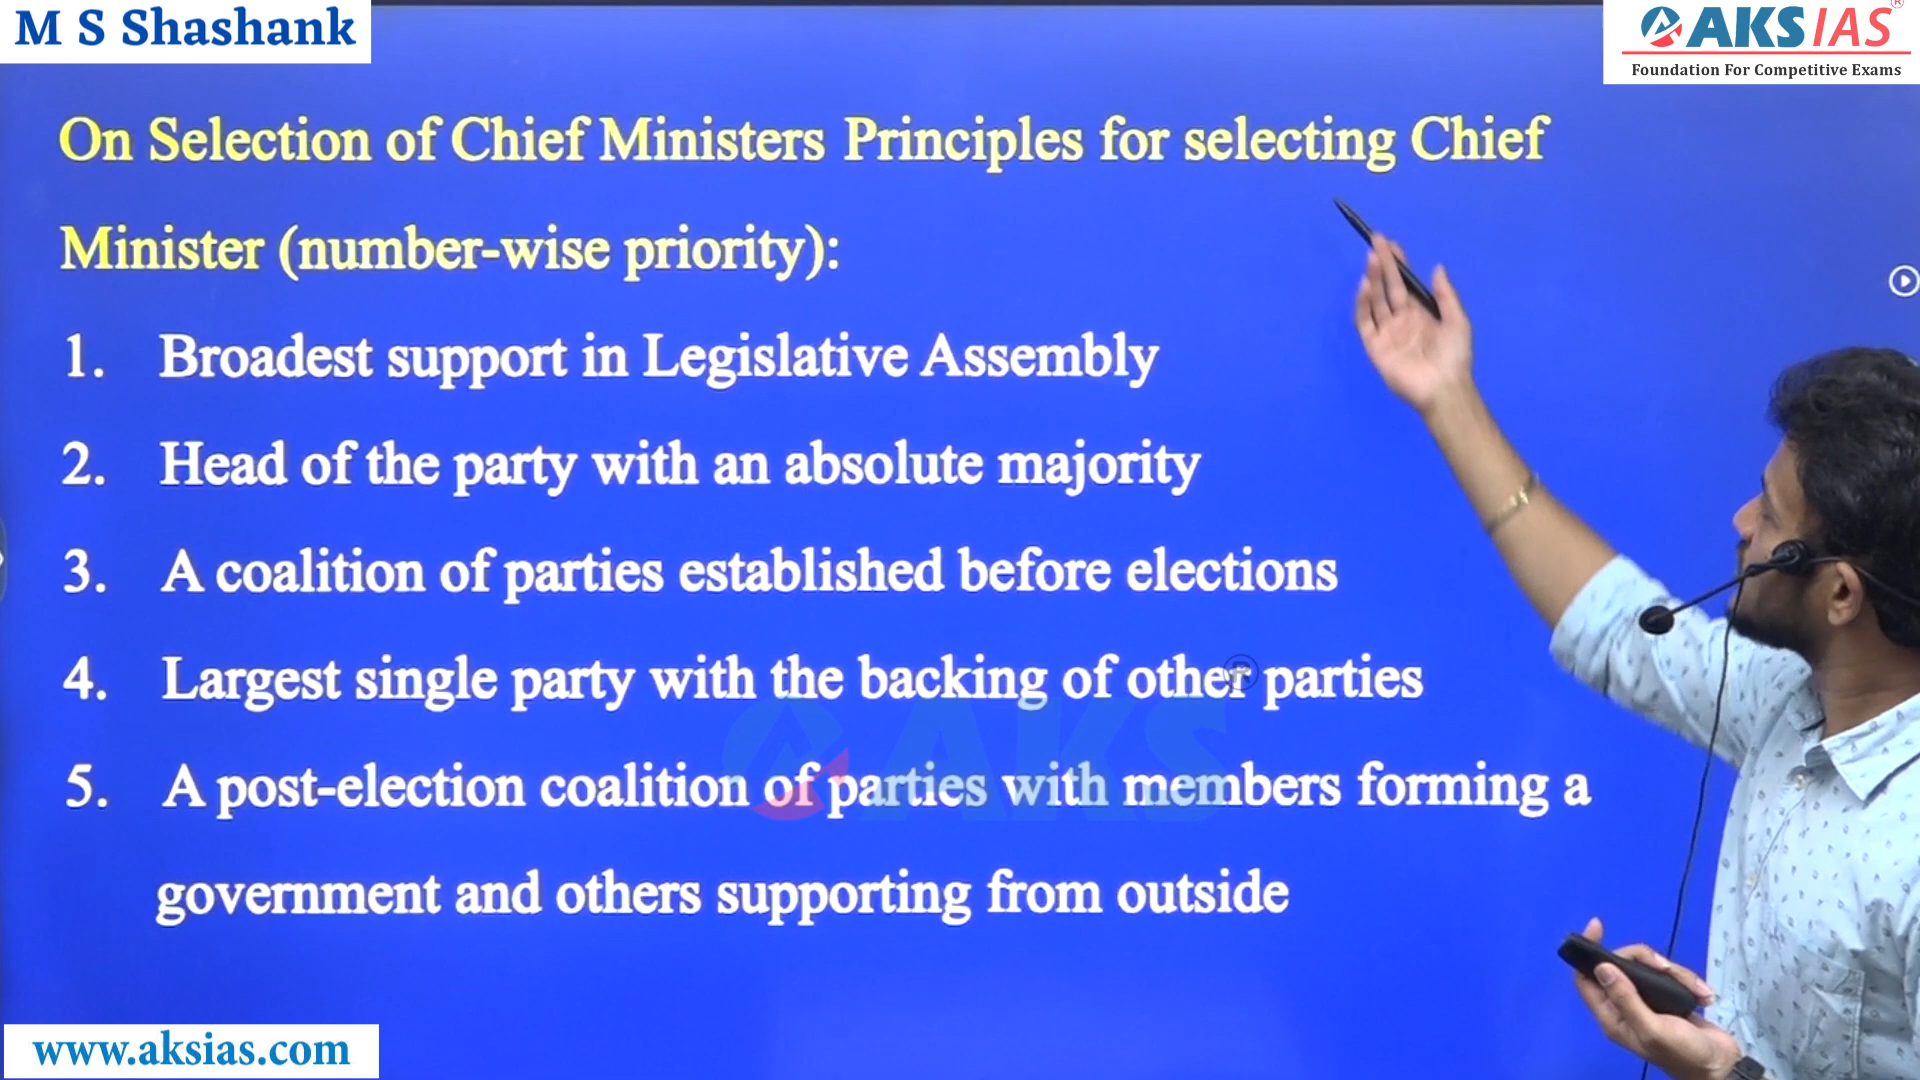 M S Shashank
AKS IAS®
Foundation For Competitive Exams
On Selection of Chief Ministers Principles for selecting Chief
Minister (number-wise priority):
1. Broadest support in Legislative Assembly
2. Head of the party with an absolute majority
3. A coalition of parties established before elections
4. Largest single party with the backing of other parties
5. A post-election coalition of parties with members forming a
government and others supporting from outside
AKS®
www.aksias.com